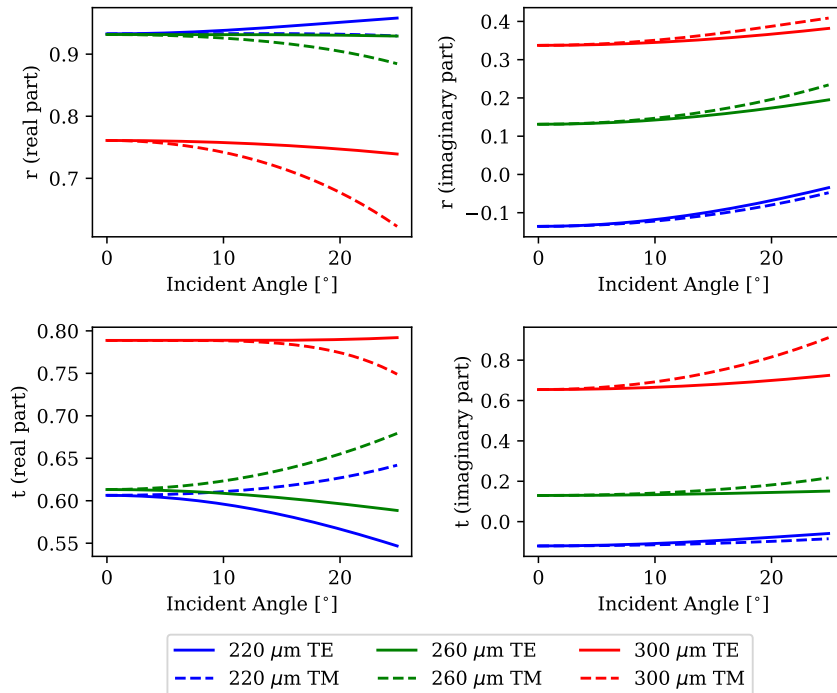 r (real part)
0.9
0.8
0.7
0
10
20
Incident Angle [°]
r (imaginary part)
0.4
0.3
0.2
0.1
0.0
−0.1
0
10
20
Incident Angle [°]
t (real part)
0.80
0.75
0.70
0.65
0.60
0.55
0
10
20
Incident Angle [°]
t (imaginary part)
0.8
0.6
0.4
0.2
0.0
0
10
20
Incident Angle [°]
220 μm TE
260 μm TE
300 μm TE
220 μm TM
260 μm TM
300 μm TM